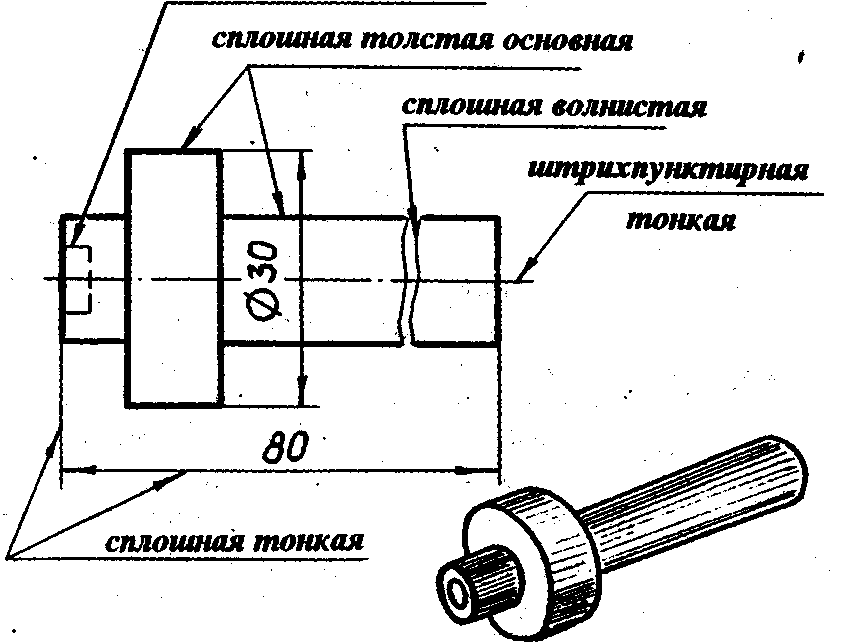 сплошная толстая основная
сплошная волнистая
штрихпунктирная
тонкая
Ø30
80
сплошная тонкая